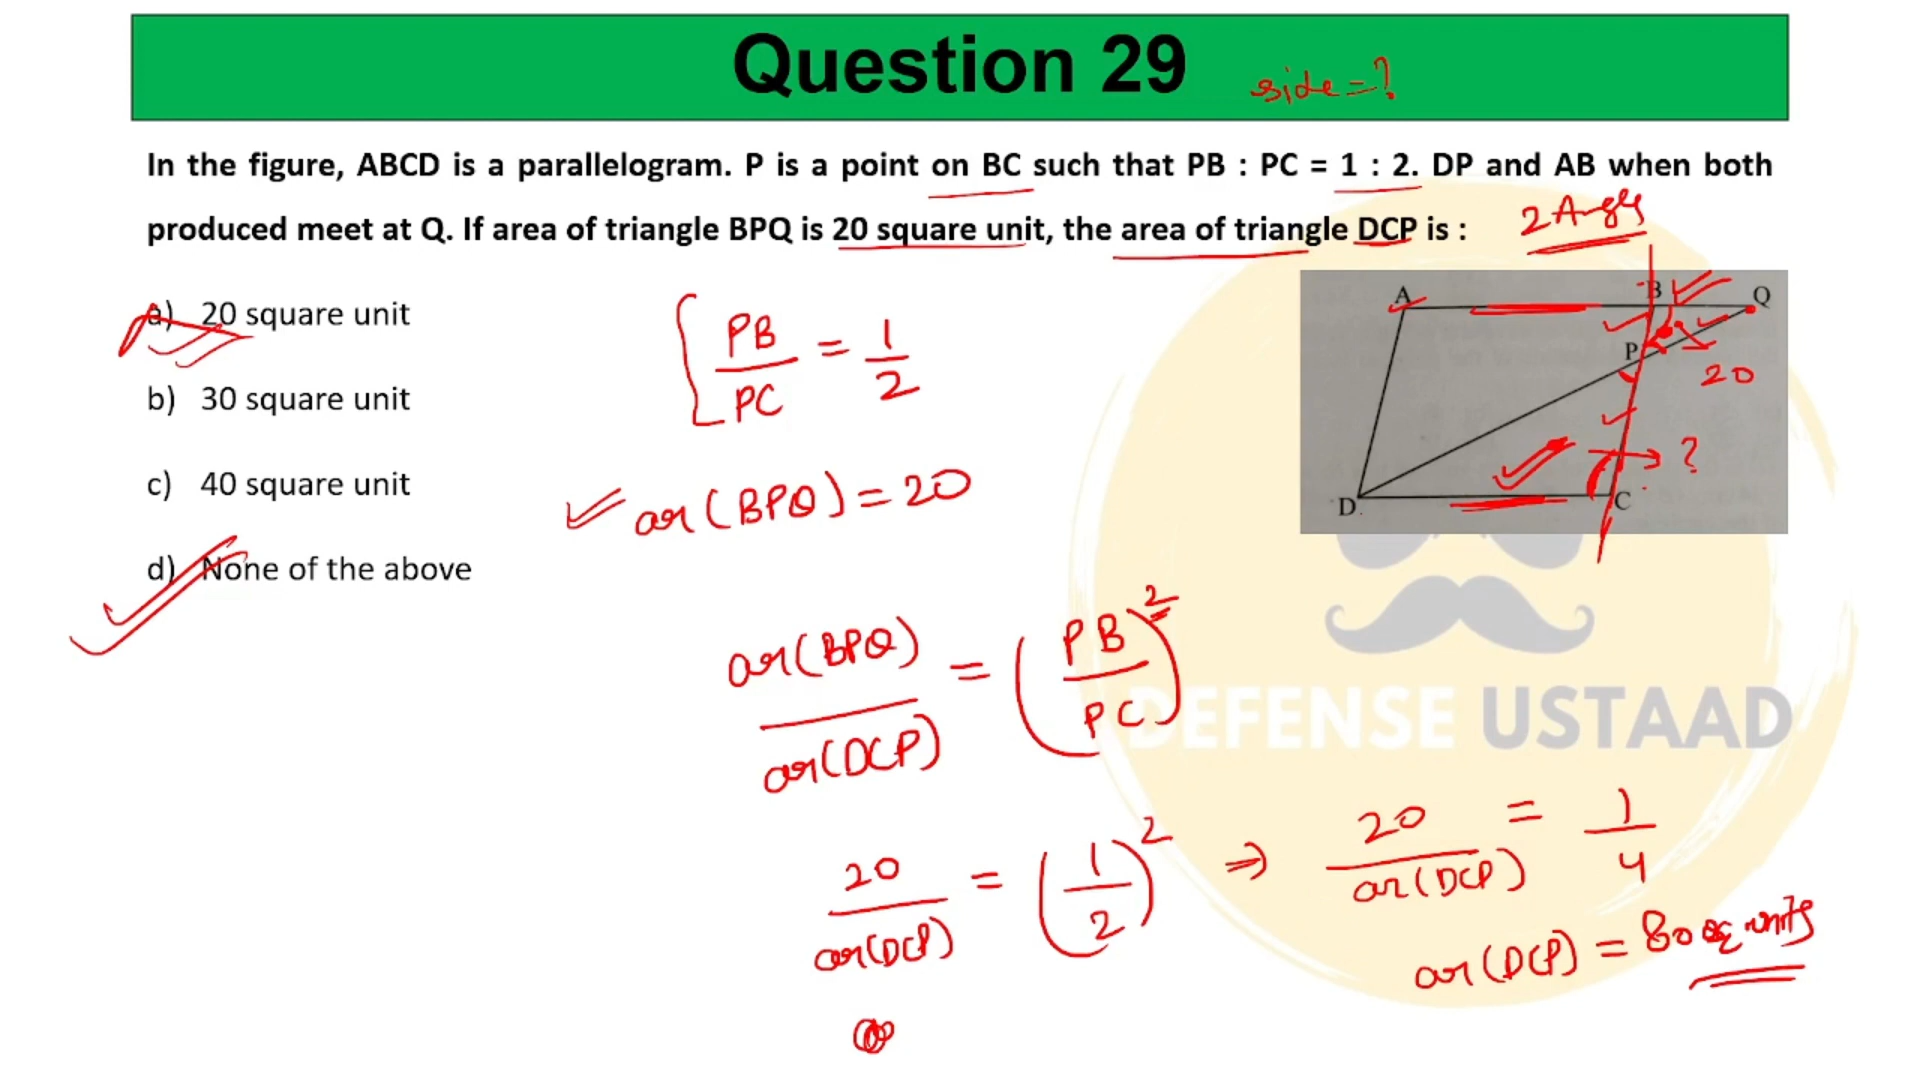 Question 29
side = ?
In the figure, ABCD is a parallelogram. P is a point on BC such that PB : PC = 1 : 2. DP and AB when both
produced meet at Q. If area of triangle BPQ is 20 square unit, the area of triangle DCP is :
2 Angles
a) 20 square unit
b) 30 square unit
c) 40 square unit
d) None of the above
PB/PC = 1/2
ar(BPQ) = 20
A
B
Q
P
20
?
D
C
ar(BPQ)/ar(DCP) = (PB/PC)²
DEFENSE USTAAD
20/ar(DCP) = (1/2)² ⇒ 20/ar(DCP) = 1/4
ar(DCP) = 80 sq units